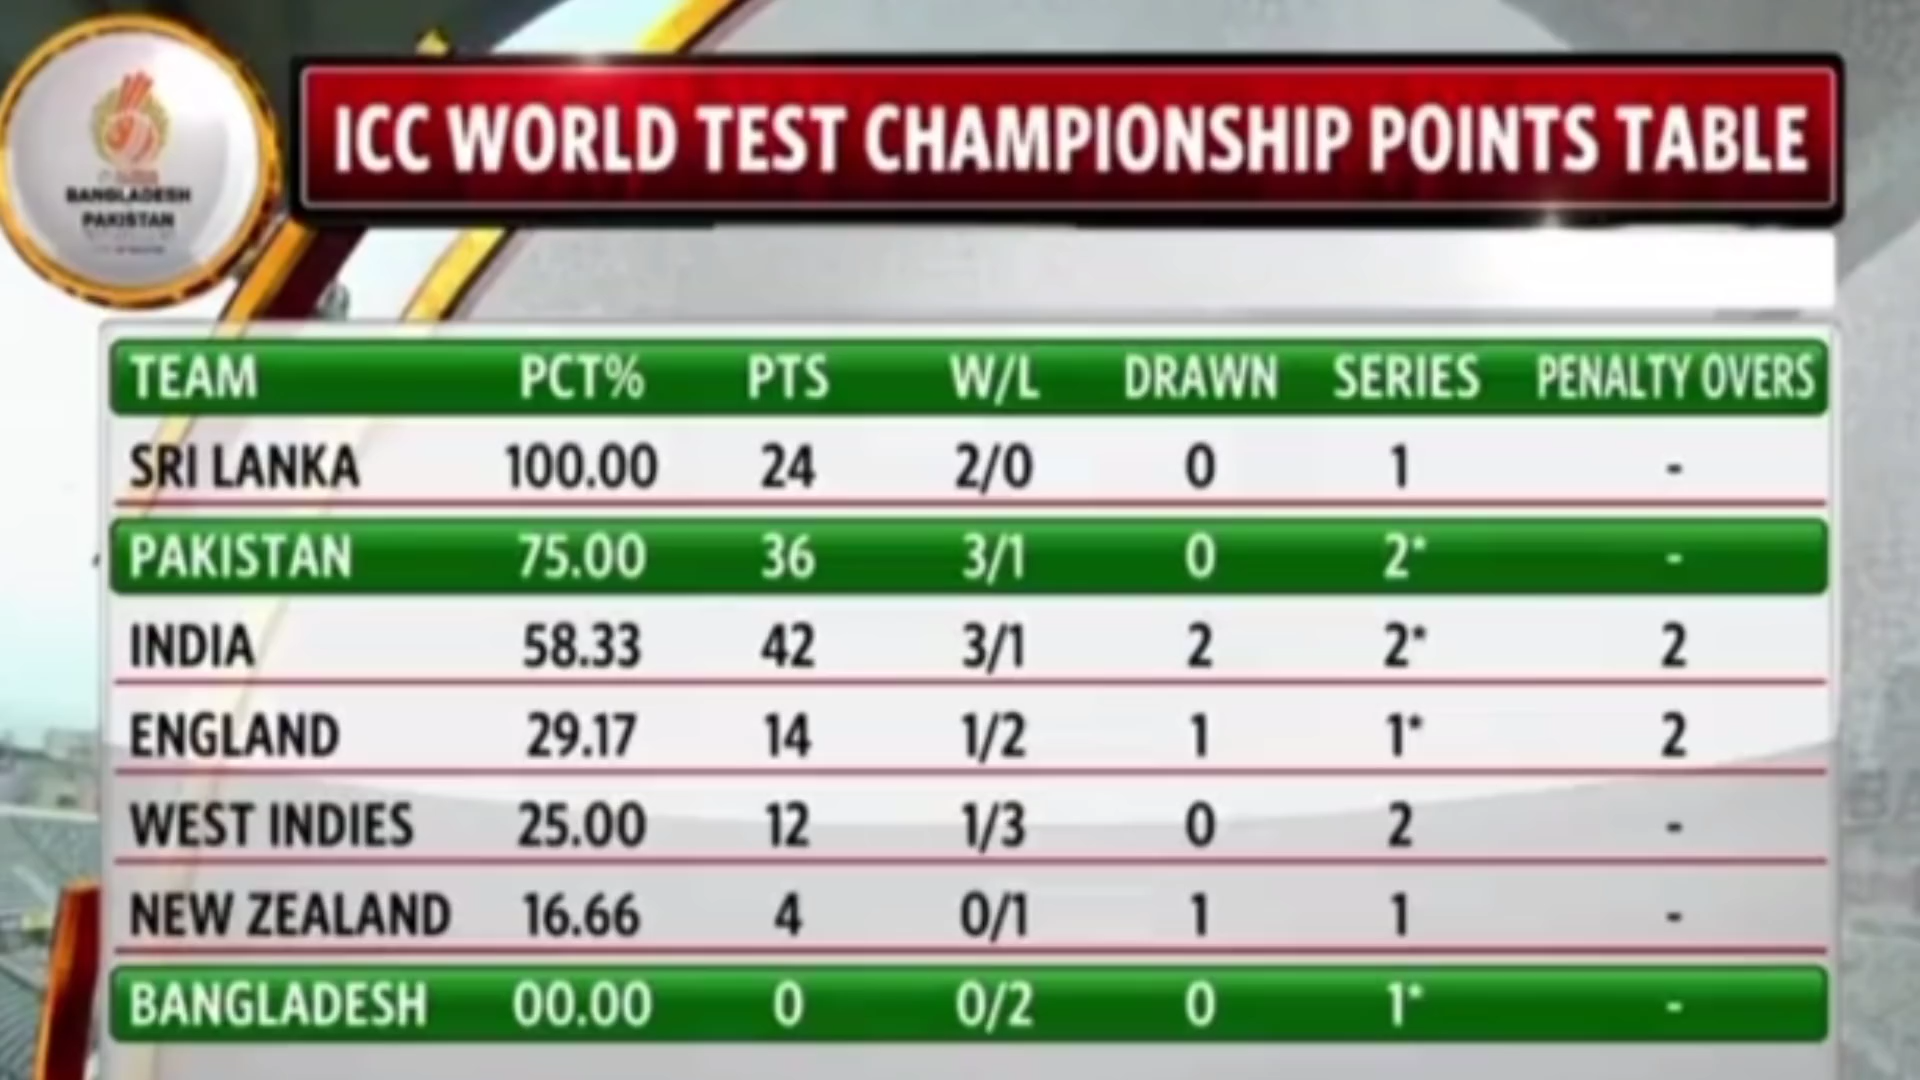 BANGLADESH
PAKISTAN
ICC WORLD TEST CHAMPIONSHIP POINTS TABLE
TEAM PCT% PTS W/L DRAWN SERIES PENALTY OVERS
SRI LANKA 100.00 24 2/0 0 1 -
PAKISTAN 75.00 36 3/1 0 2* -
INDIA 58.33 42 3/1 2 2* 2
ENGLAND 29.17 14 1/2 1 1* 2
WEST INDIES 25.00 12 1/3 0 2 -
NEW ZEALAND 16.66 4 0/1 1 1 -
BANGLADESH 00.00 0 0/2 0 1* -